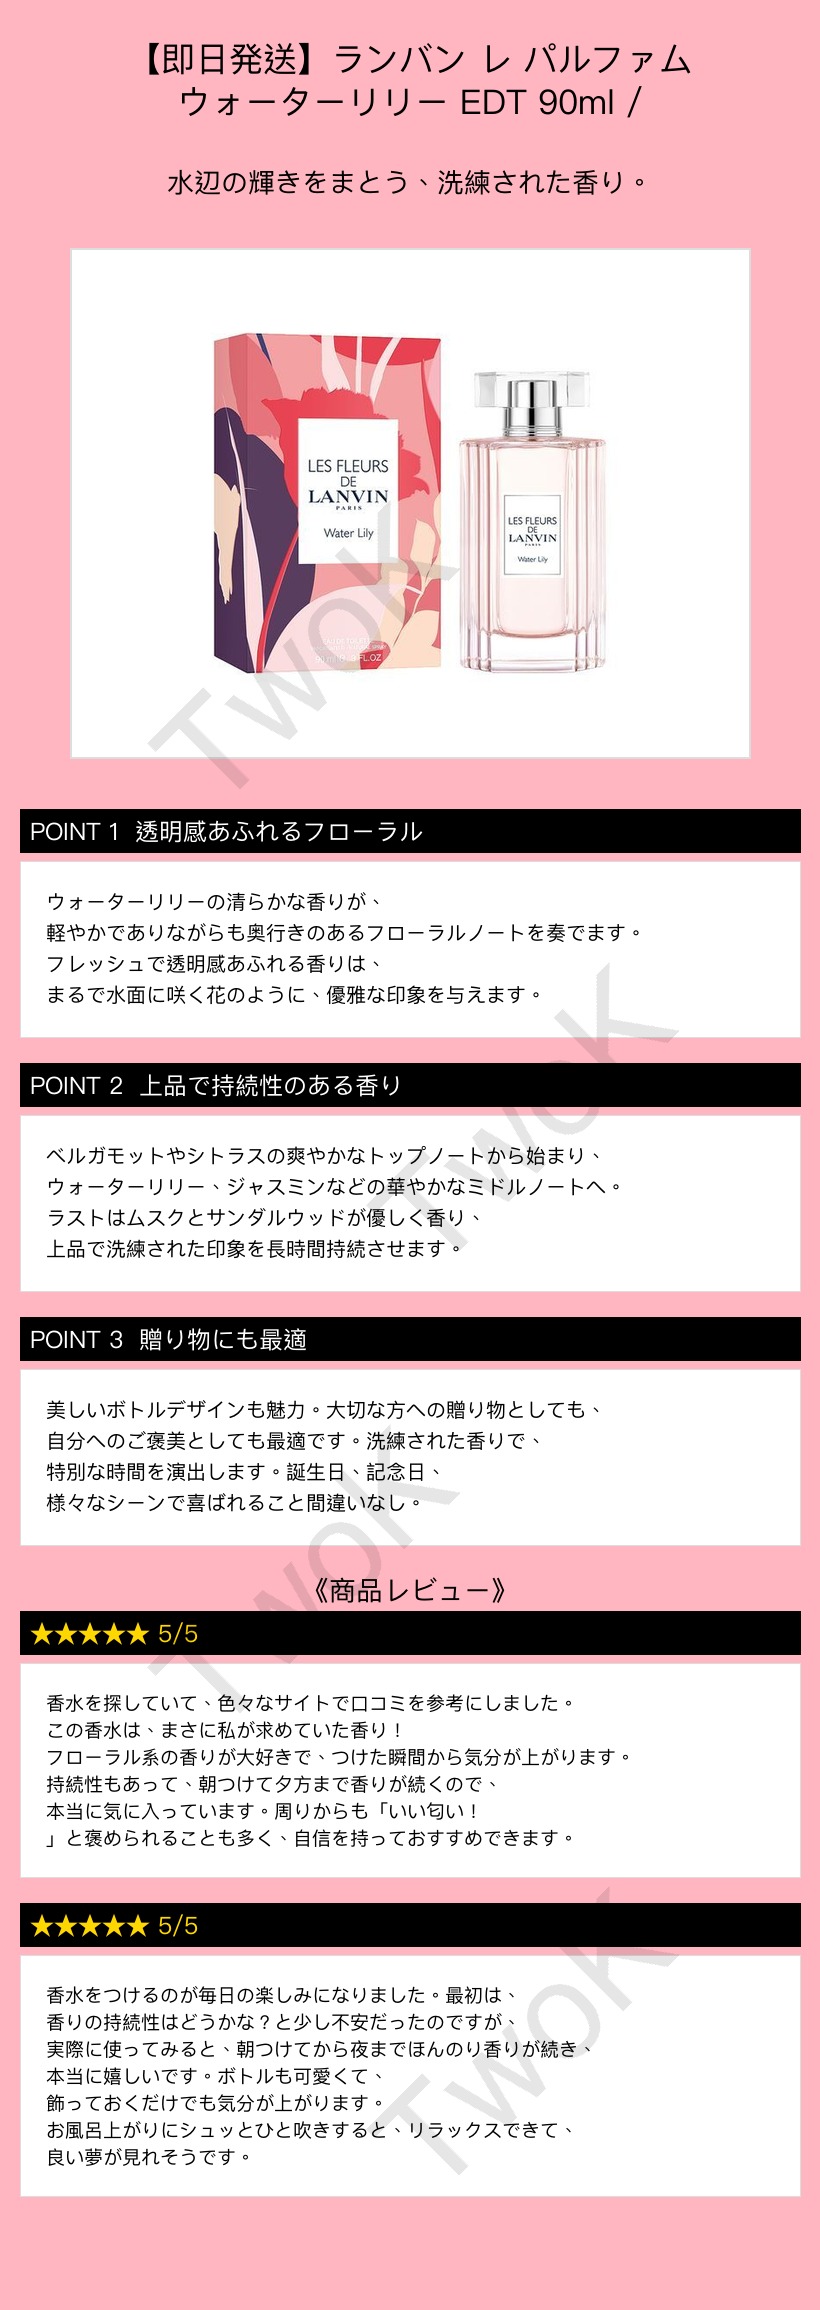 【即日発送】ランバン レ パルファム
ウォーターリリー EDT 90ml /
水辺の輝きをまとう、洗練された香り。
LES FLEURS
DE
LANVIN
PARIS
Water Lily
LES FLEURS
DE
LANVIN
PARIS
Water Lily
TwoK
POINT 1 透明感あふれるフローラル
ウォーターリリーの清らかな香りが、
軽やかでありながらも奥行きのあるフローラルノートを奏でます。
フレッシュで透明感あふれる香りは、
まるで水面に咲く花のように、優雅な印象を与えます。
TwoK
POINT 2 上品で持続性のある香り
ベルガモットやシトラスの爽やかなトップノートから始まり、
ウォーターリリー、ジャスミンなどの華やかなミドルノートへ。
ラストはムスクとサンダルウッドが優しく香り、
上品で洗練された印象を長時間持続させます。
POINT 3 贈り物にも最適
美しいボトルデザインも魅力。大切な方への贈り物としても、
自分へのご褒美としても最適です。洗練された香りで、
特別な時間を演出します。誕生日、記念日、
様々なシーンで喜ばれること間違いなし。
TwoK
《商品レビュー》
★★★★★ 5/5
香水を探していて、色々なサイトで口コミを参考にしました。
この香水は、まさに私が求めていた香り！
フローラル系の香りが大好きで、つけた瞬間から気分が上がります。
持続性もあって、朝つけて夕方まで香りが続くので、
本当に気に入っています。周りからも「いい匂い！
」と褒められることも多く、自信を持っておすすめできます。
★★★★★ 5/5
香水をつけるのが毎日の楽しみになりました。最初は、
香りの持続性はどうかな？と少し不安だったのですが、
実際に使ってみると、朝つけてから夜までほんのり香りが続き、
本当に嬉しいです。ボトルも可愛くて、
飾っておくだけでも気分が上がります。
お風呂上がりにシュッとひと吹きすると、リラックスできて、
良い夢が見れそうです。
TwoK